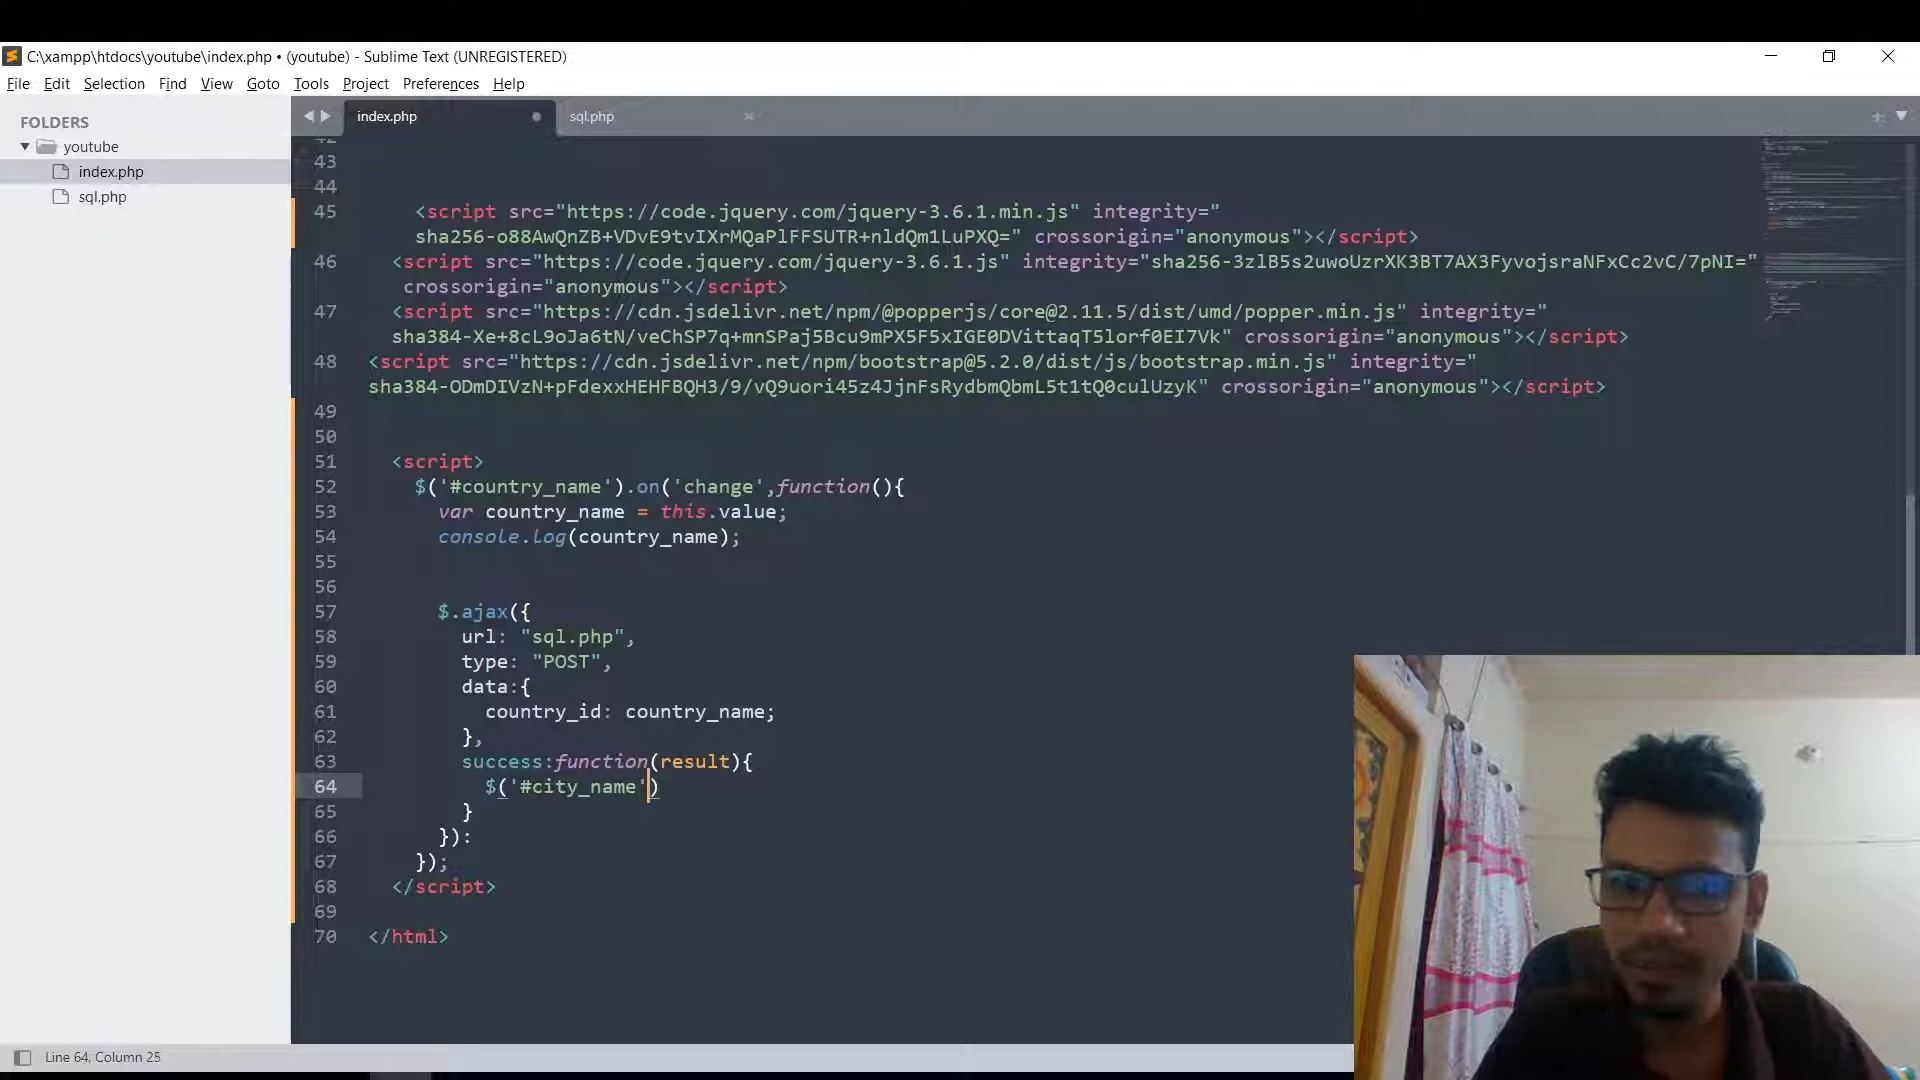 C:\xampp\htdocs\youtube\index.php • (youtube) - Sublime Text (UNREGISTERED)
File Edit Selection Find View Goto Tools Project Preferences Help
FOLDERS
youtube
index.php
sql.php
index.php sql.php
42
43
44
45 <script src="https://code.jquery.com/jquery-3.6.1.min.js" integrity="
sha256-o88AwQnZB+VDvE9tvIXrMQaPlFFSUTR+nldQm1LuPXQ=" crossorigin="anonymous"></script>
46 <script src="https://code.jquery.com/jquery-3.6.1.js" integrity="sha256-3zlB5s2uwoUzrXK3BT7AX3FyvojsraNFxCc2vC/7pNI="
crossorigin="anonymous"></script>
47 <script src="https://cdn.jsdelivr.net/npm/@popperjs/core@2.11.5/dist/umd/popper.min.js" integrity="
sha384-Xe+8cL9oJa6tN/veChSP7q+mnSPaj5Bcu9mPX5F5xIGE0DVittaqT5lorf0EI7Vk" crossorigin="anonymous"></script>
48 <script src="https://cdn.jsdelivr.net/npm/bootstrap@5.2.0/dist/js/bootstrap.min.js" integrity="
sha384-ODmDIVzN+pFdexxHEHFBQH3/9/vQ9uori45z4JjnFsRydbmQbmL5t1tQ0culUzyK" crossorigin="anonymous"></script>
49
50
51 <script>
52 $('#country_name').on('change',function(){
53 var country_name = this.value;
54 console.log(country_name);
55
56
57 $.ajax({
58 url: "sql.php",
59 type: "POST",
60 data:{
61 country_id: country_name;
62 },
63 success:function(result){
64 $('#city_name')
65 }
66 }):
67 });
68 </script>
69
70 </html>
Line 64, Column 25